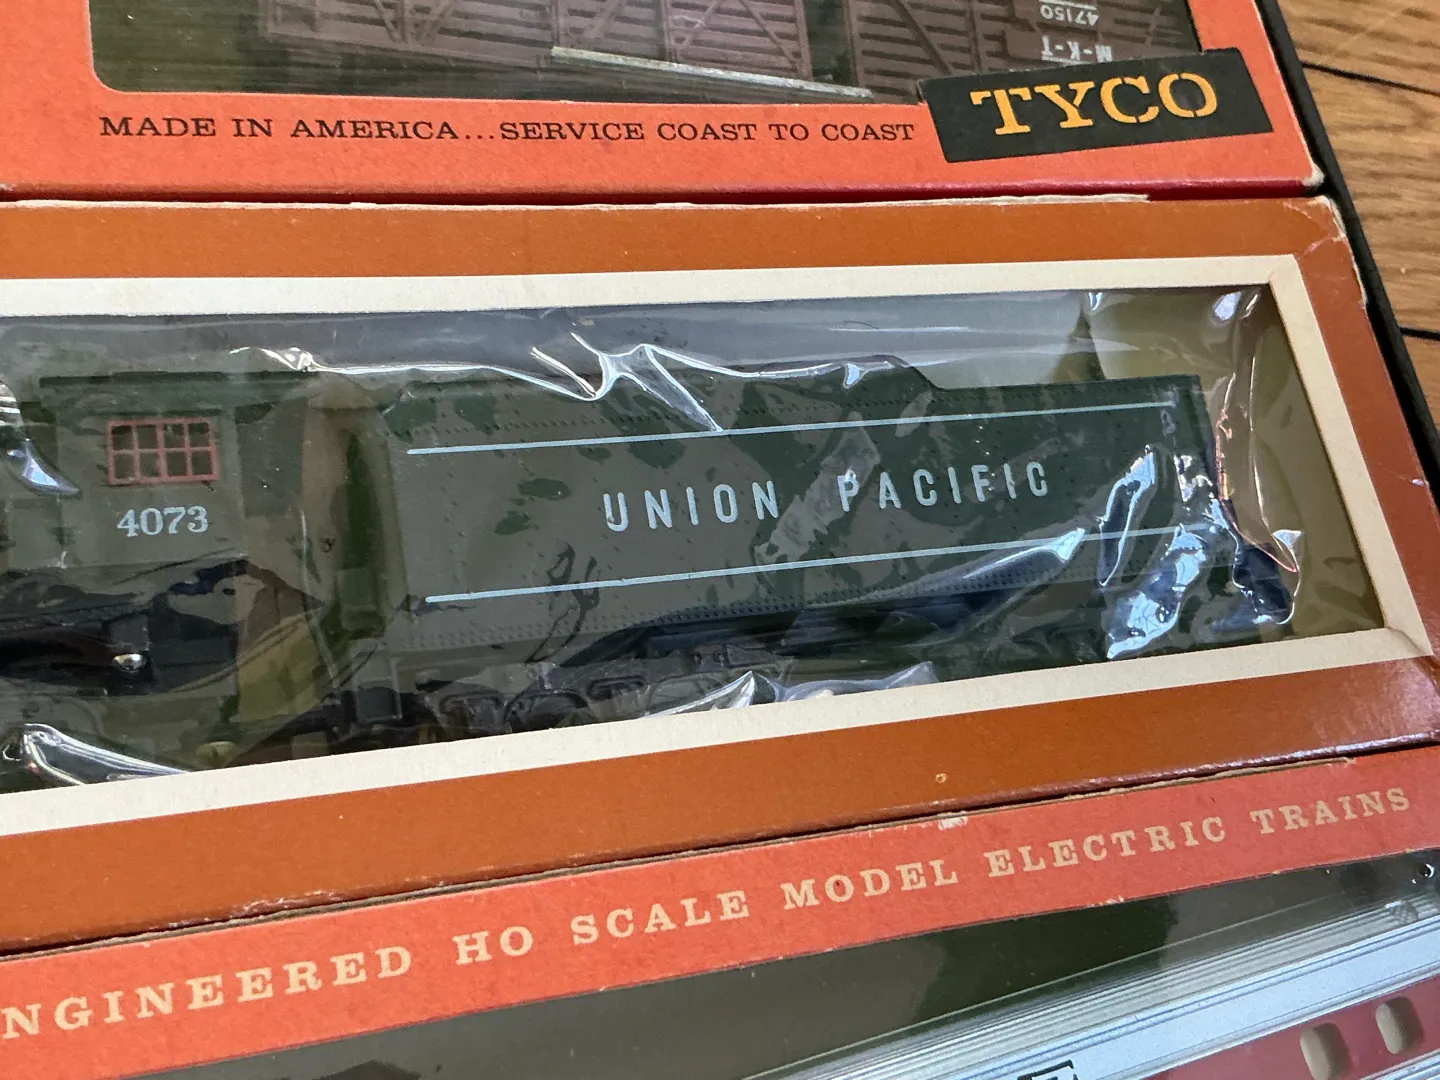 47150
M-K-T
TYCO
MADE IN AMERICA...SERVICE COAST TO COAST
UNION PACIFIC
4073
NGINEERED HO SCALE MODEL ELECTRIC TRAINS